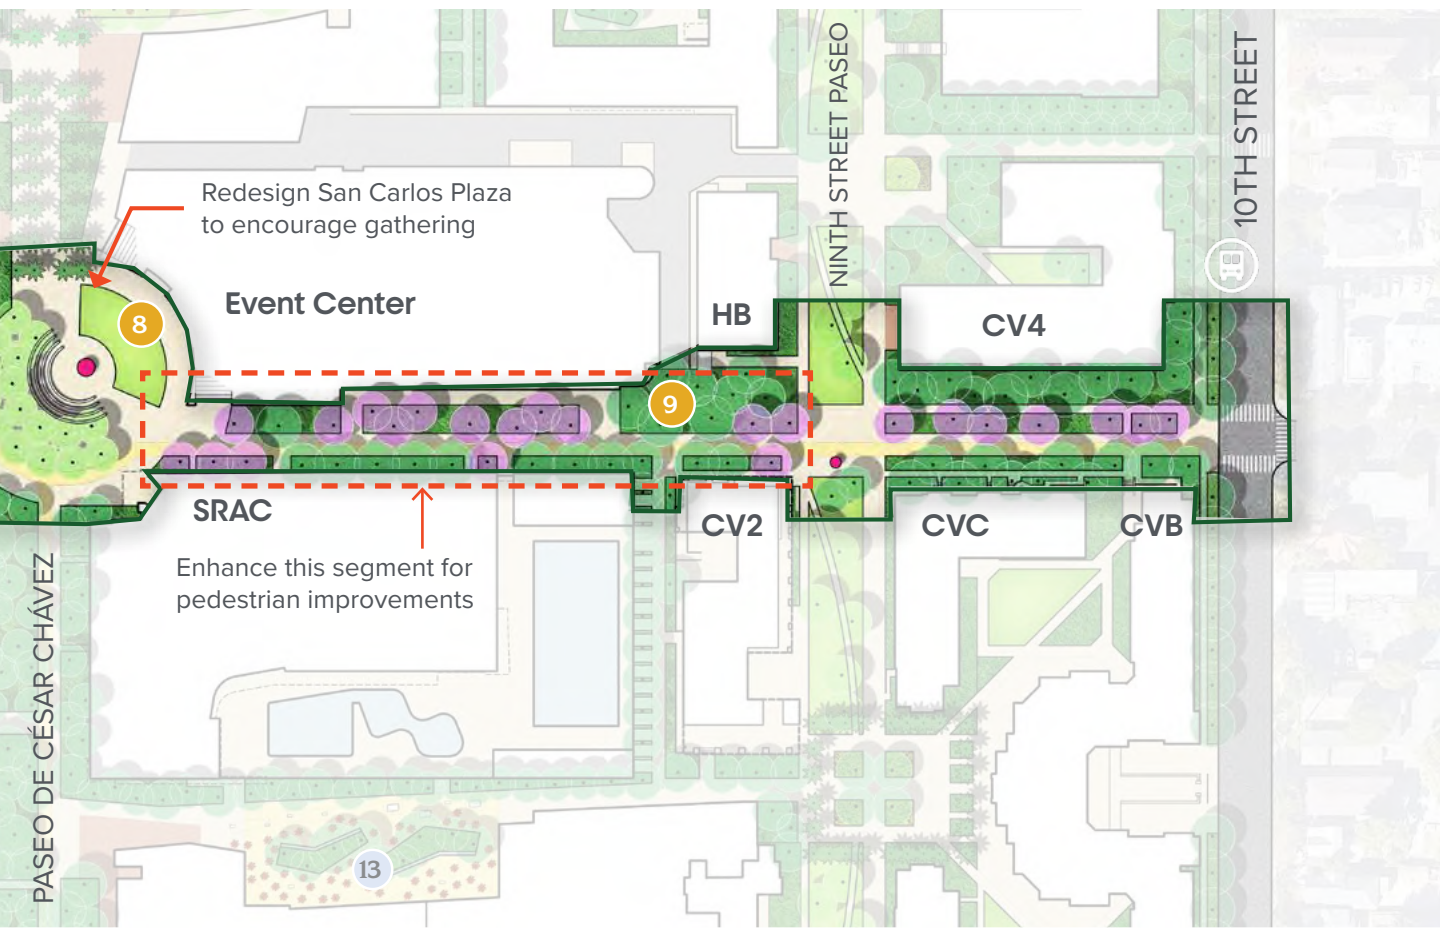 NINTH STREET PASEO
10TH STREET
Redesign San Carlos Plaza
to encourage gathering
8
Event Center
HB
CV4
9
SRAC
CV2
CVC
CVB
Enhance this segment for
pedestrian improvements
PASEO DE CÉSAR CHÁVEZ
13